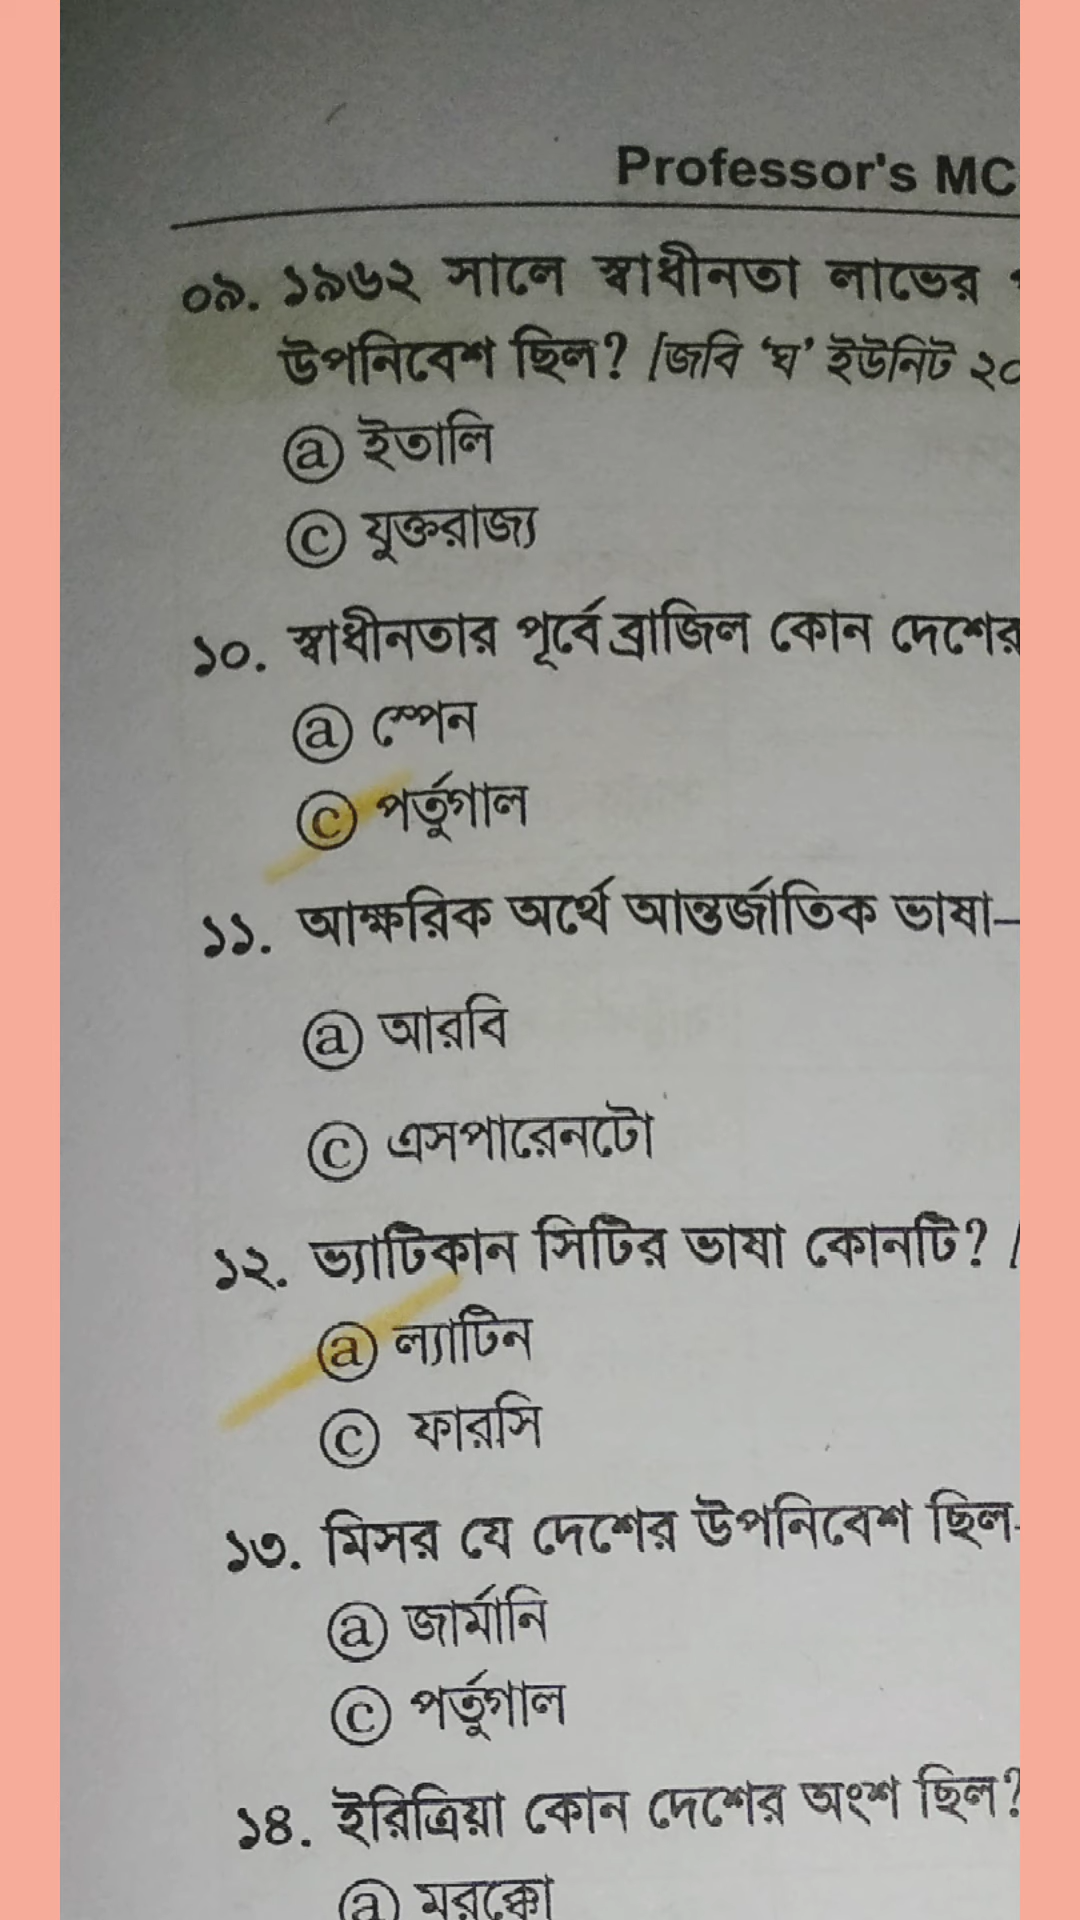 Professor's MC
০৯. ১৯৬২ সালে স্বাধীনতা লাভের
উপনিবেশ ছিল? [জবি ‘ঘ’ ইউনিট ২০
ⓐ ইতালি
ⓒ যুক্তরাজ্য
১০. স্বাধীনতার পূর্বে ব্রাজিল কোন দেশের
ⓐ স্পেন
ⓒ পর্তুগাল
১১. আক্ষরিক অর্থে আন্তর্জাতিক ভাষা—
ⓐ আরবি
ⓒ এসপারেনটো
১২. ভ্যাটিকান সিটির ভাষা কোনটি? [
ⓐ ল্যাটিন
ⓒ ফারসি
১৩. মিসর যে দেশের উপনিবেশ ছিল-
ⓐ জার্মানি
ⓒ পর্তুগাল
১৪. ইরিত্রিয়া কোন দেশের অংশ ছিল?
ⓐ মরক্কো